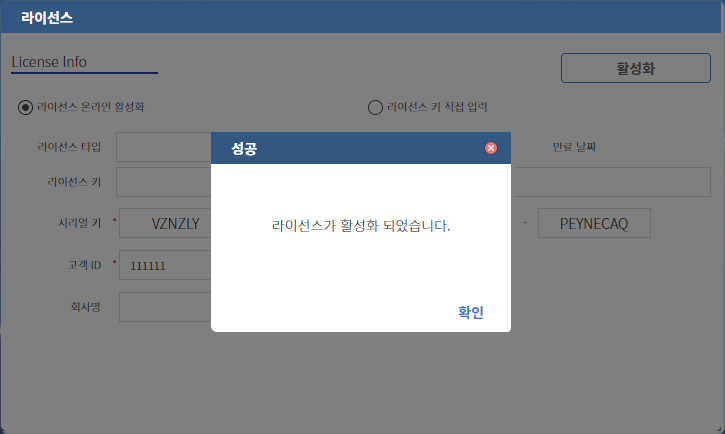 라이선스
License Info
활성화
라이선스 온라인 활성화
라이선스 키 직접 입력
라이선스 타입
만료 날짜
라이선스 키
시리얼 키 * VZNZLY - PEYNECAQ
고객 ID * 111111
회사명
성공
라이선스가 활성화 되었습니다.
확인